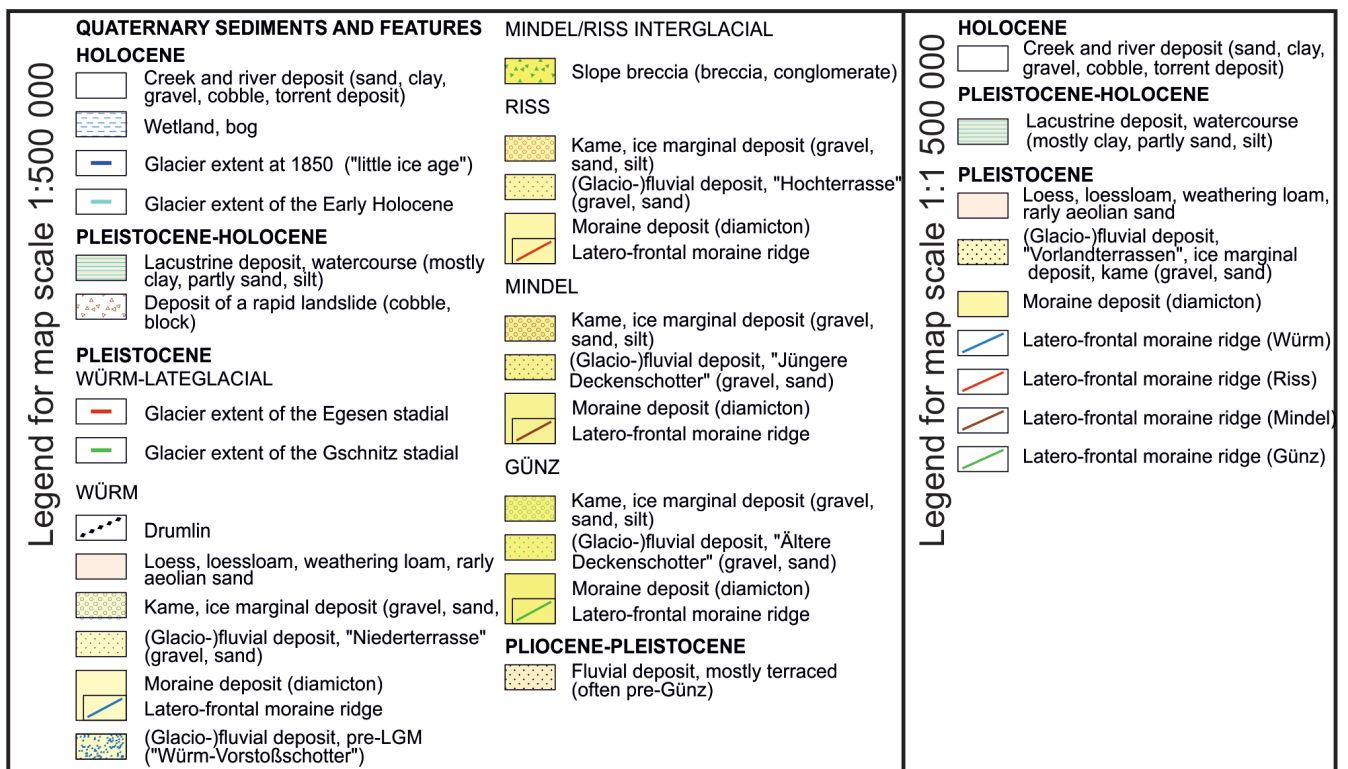 Legend for map scale 1:500 000
QUATERNARY SEDIMENTS AND FEATURES
HOLOCENE
Creek and river deposit (sand, clay,
gravel, cobble, torrent deposit)
Wetland, bog
Glacier extent at 1850 ("little ice age")
Glacier extent of the Early Holocene
PLEISTOCENE-HOLOCENE
Lacustrine deposit, watercourse (mostly
clay, partly sand, silt)
Deposit of a rapid landslide (cobble,
block)
PLEISTOCENE
WÜRM-LATEGLACIAL
Glacier extent of the Egesen stadial
Glacier extent of the Gschnitz stadial
WÜRM
Drumlin
Loess, loessloam, weathering loam, rarly
aeolian sand
Kame, ice marginal deposit (gravel, sand,
(Glacio-)fluvial deposit, "Niederterrasse"
(gravel, sand)
Moraine deposit (diamicton)
Latero-frontal moraine ridge
(Glacio-)fluvial deposit, pre-LGM
("Würm-Vorstoßschotter")
MINDEL/RISS INTERGLACIAL
Slope breccia (breccia, conglomerate)
RISS
Kame, ice marginal deposit (gravel,
sand, silt)
(Glacio-)fluvial deposit, "Hochterrasse"
(gravel, sand)
Moraine deposit (diamicton)
Latero-frontal moraine ridge
MINDEL
Kame, ice marginal deposit (gravel,
sand, silt)
(Glacio-)fluvial deposit, "Jüngere
Deckenschotter" (gravel, sand)
Moraine deposit (diamicton)
Latero-frontal moraine ridge
GÜNZ
Kame, ice marginal deposit (gravel,
sand, silt)
(Glacio-)fluvial deposit, "Ältere
Deckenschotter" (gravel, sand)
Moraine deposit (diamicton)
Latero-frontal moraine ridge
PLIOCENE-PLEISTOCENE
Fluvial deposit, mostly terraced
(often pre-Günz)
Legend for map scale 1:1 500 000
HOLOCENE
Creek and river deposit (sand, clay,
gravel, cobble, torrent deposit)
PLEISTOCENE-HOLOCENE
Lacustrine deposit, watercourse
(mostly clay, partly sand, silt)
PLEISTOCENE
Loess, loessloam, weathering loam,
rarly aeolian sand
(Glacio-)fluvial deposit,
"Vorlandterrassen", ice marginal
deposit, kame (gravel, sand)
Moraine deposit (diamicton)
Latero-frontal moraine ridge (Würm)
Latero-frontal moraine ridge (Riss)
Latero-frontal moraine ridge (Mindel)
Latero-frontal moraine ridge (Günz)